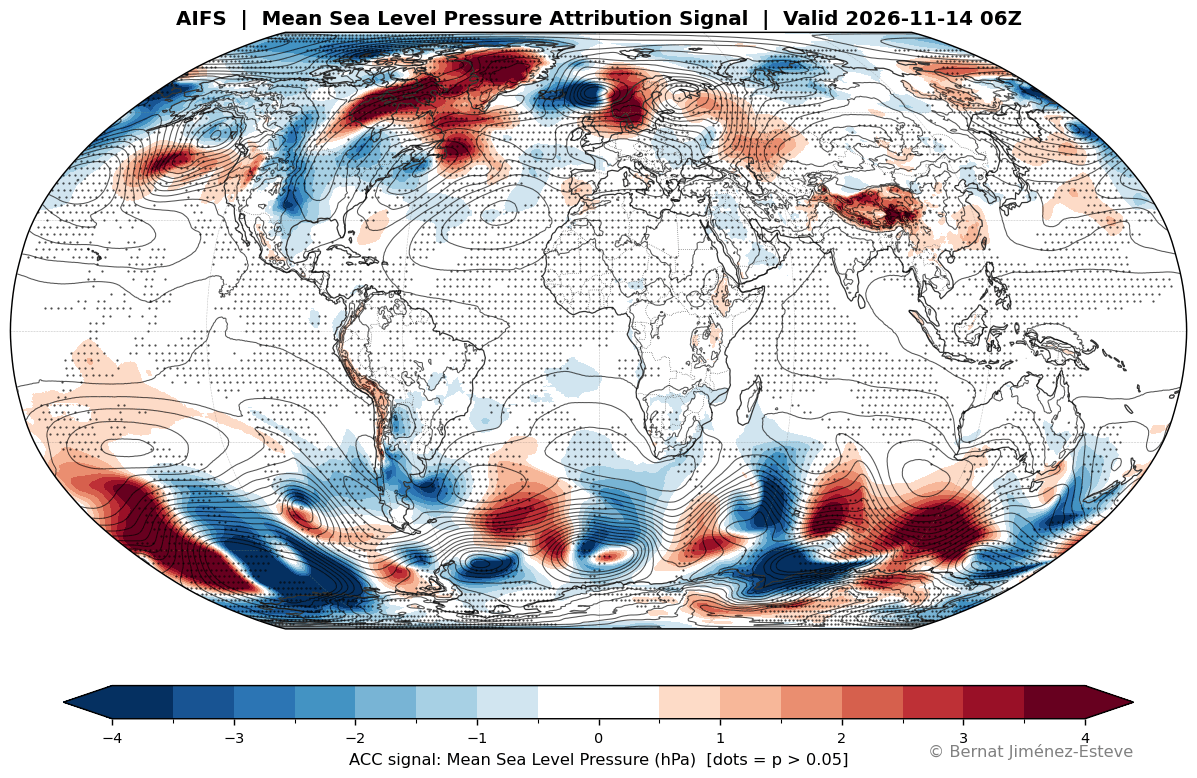 AIFS | Mean Sea Level Pressure Attribution Signal | Valid 2026-11-14 06Z
−4 −3 −2 −1 0 1 2 3 4
© Bernat Jiménez-Esteve
ACC signal: Mean Sea Level Pressure (hPa) [dots = p > 0.05]